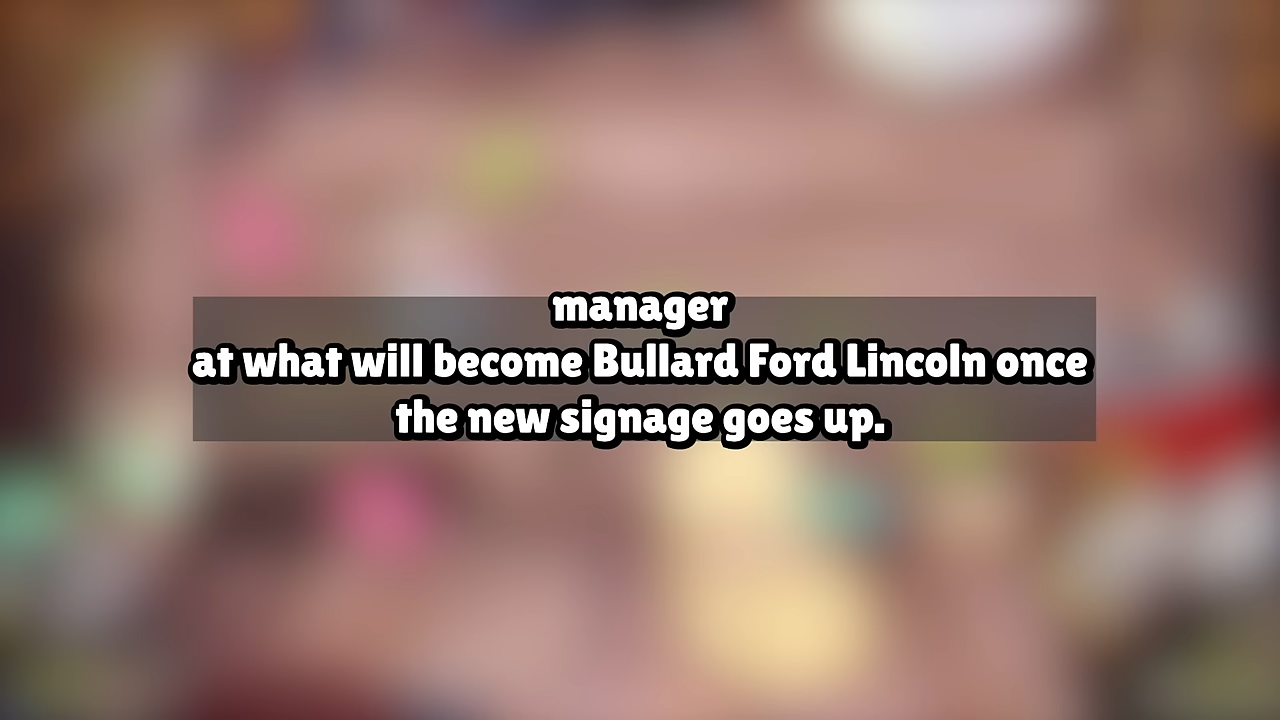 manager
at what will become Bullard Ford Lincoln once
the new signage goes up.